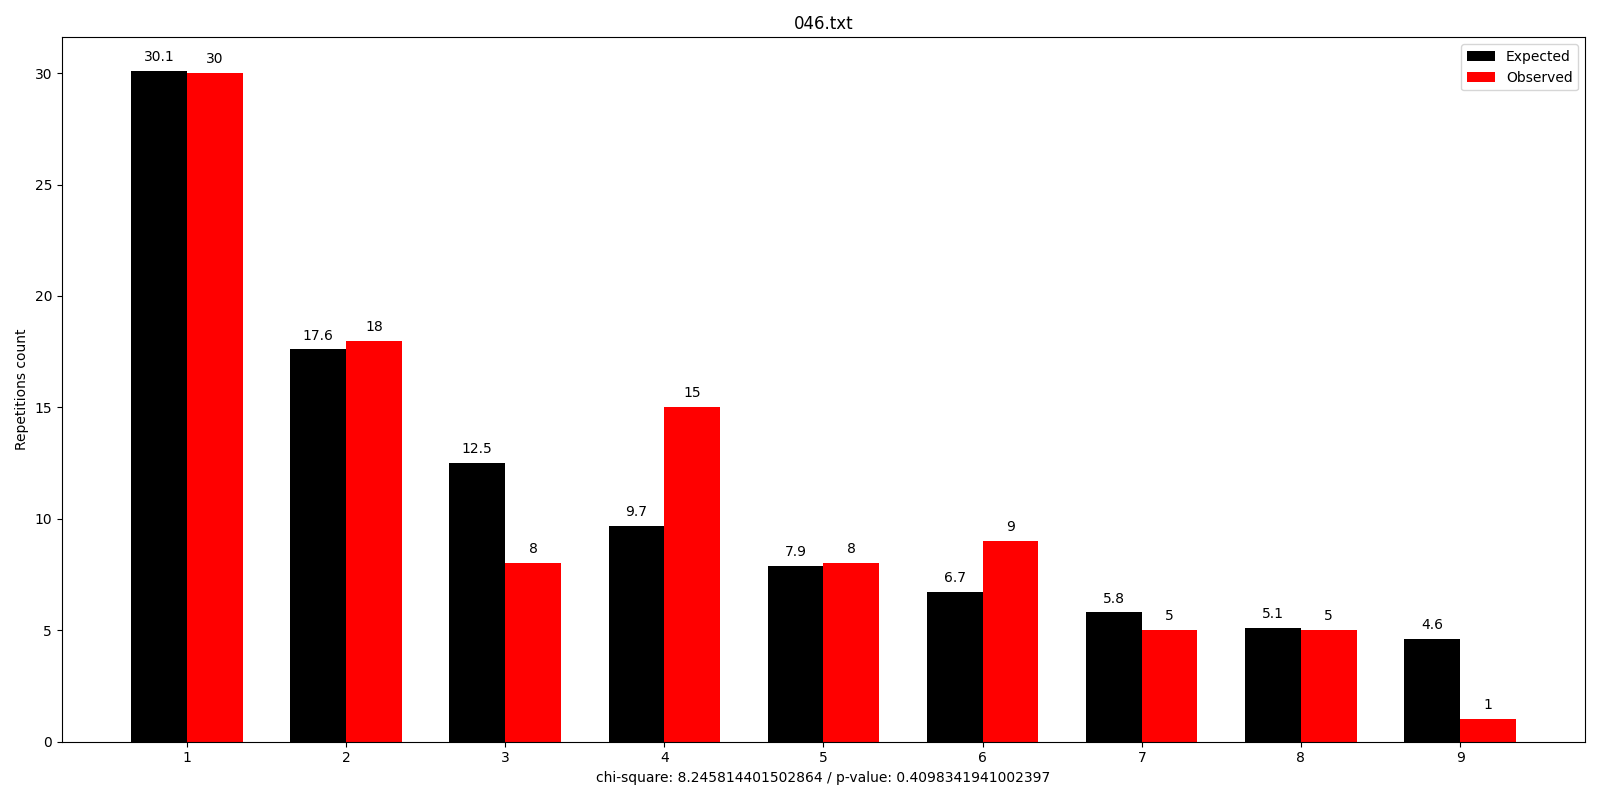 046.txt
Expected
Observed
30.1 30
17.6 18
12.5 8
9.7 15
7.9 8
6.7 9
5.8 5
5.1 5
4.6 1
Repetitions count
30
25
20
15
10
5
0
1 2 3 4 5 6 7 8 9
chi-square: 8.245814401502864 / p-value: 0.4098341941002397